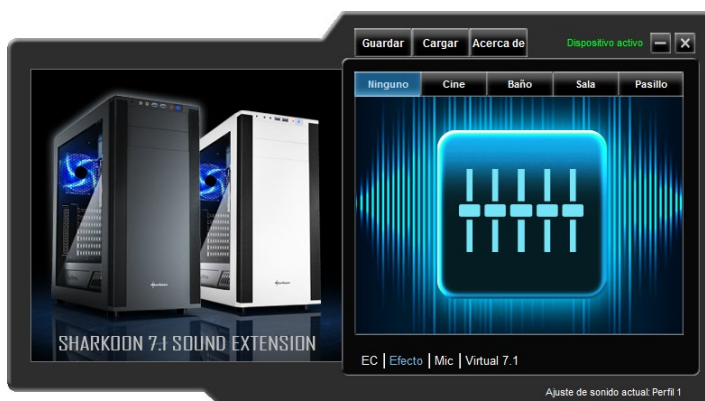 Guardar Cargar Acerca de Dispositivo activo
Ninguno Cine Baño Sala Pasillo
SHARKOON 7.1 SOUND EXTENSION
EC Efecto Mic Virtual 7.1
Ajuste de sonido actual: Perfil 1